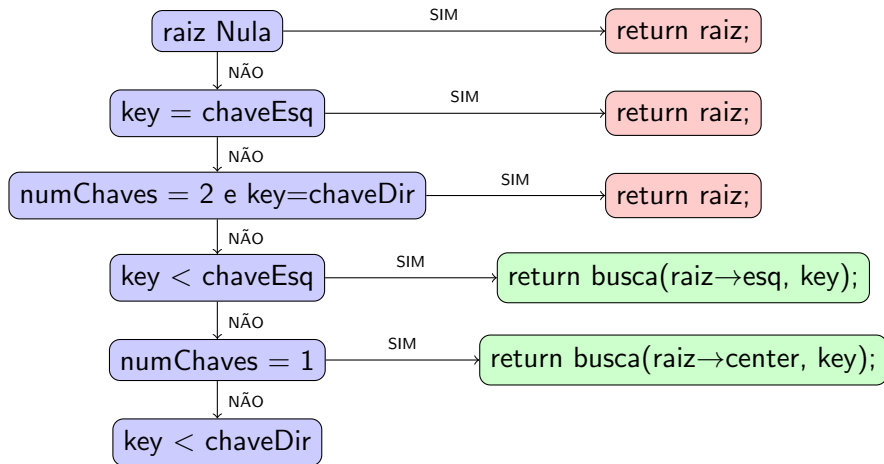 raiz Nula
SIM
return raiz;
NÃO
key = chaveEsq
SIM
return raiz;
NÃO
numChaves = 2 e key=chaveDir
SIM
return raiz;
NÃO
key < chaveEsq
SIM
return busca(raiz→esq, key);
NÃO
numChaves = 1
SIM
return busca(raiz→center, key);
NÃO
key < chaveDir